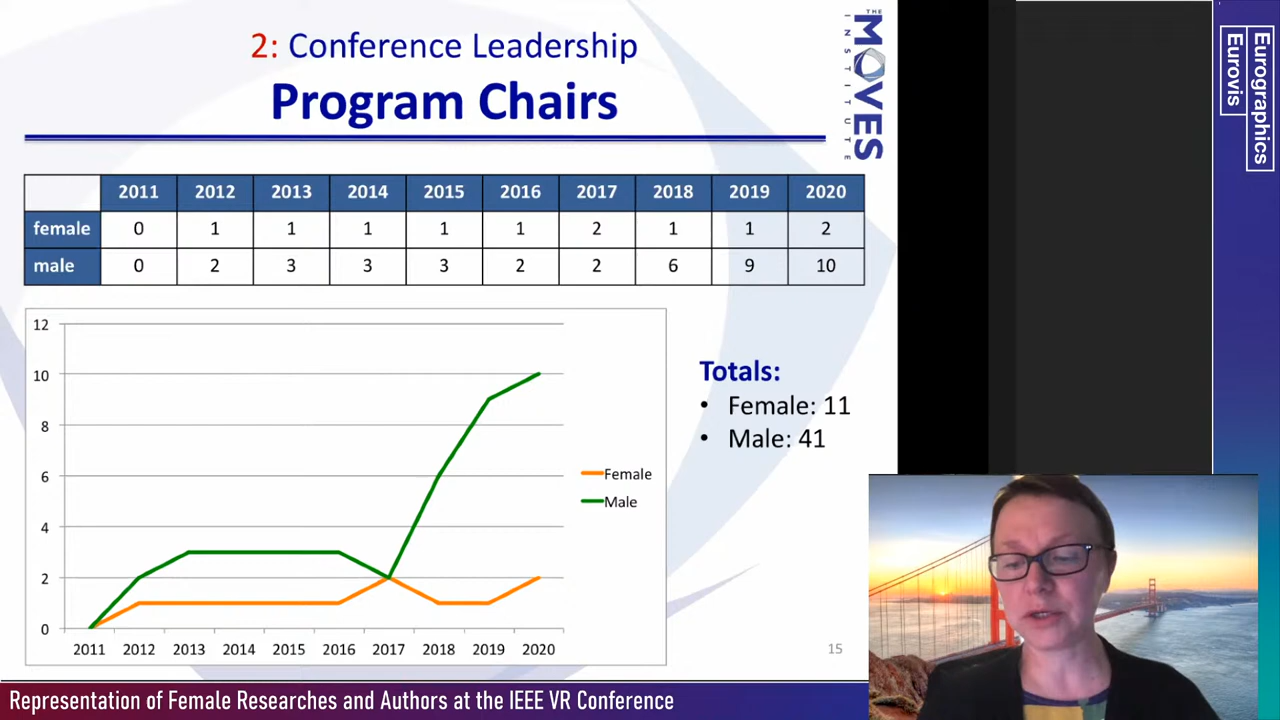 2: Conference Leadership
Program Chairs
THE
MOVES
INSTITUTE
Eurographics
Eurovis
2011 2012 2013 2014 2015 2016 2017 2018 2019 2020
female 0 1 1 1 1 1 2 1 1 2
male 0 2 3 3 3 2 2 6 9 10
12
10
8
6
4
2
0
2011 2012 2013 2014 2015 2016 2017 2018 2019 2020
Female
Male
Totals:
• Female: 11
• Male: 41
15
Representation of Female Researches and Authors at the IEEE VR Conference